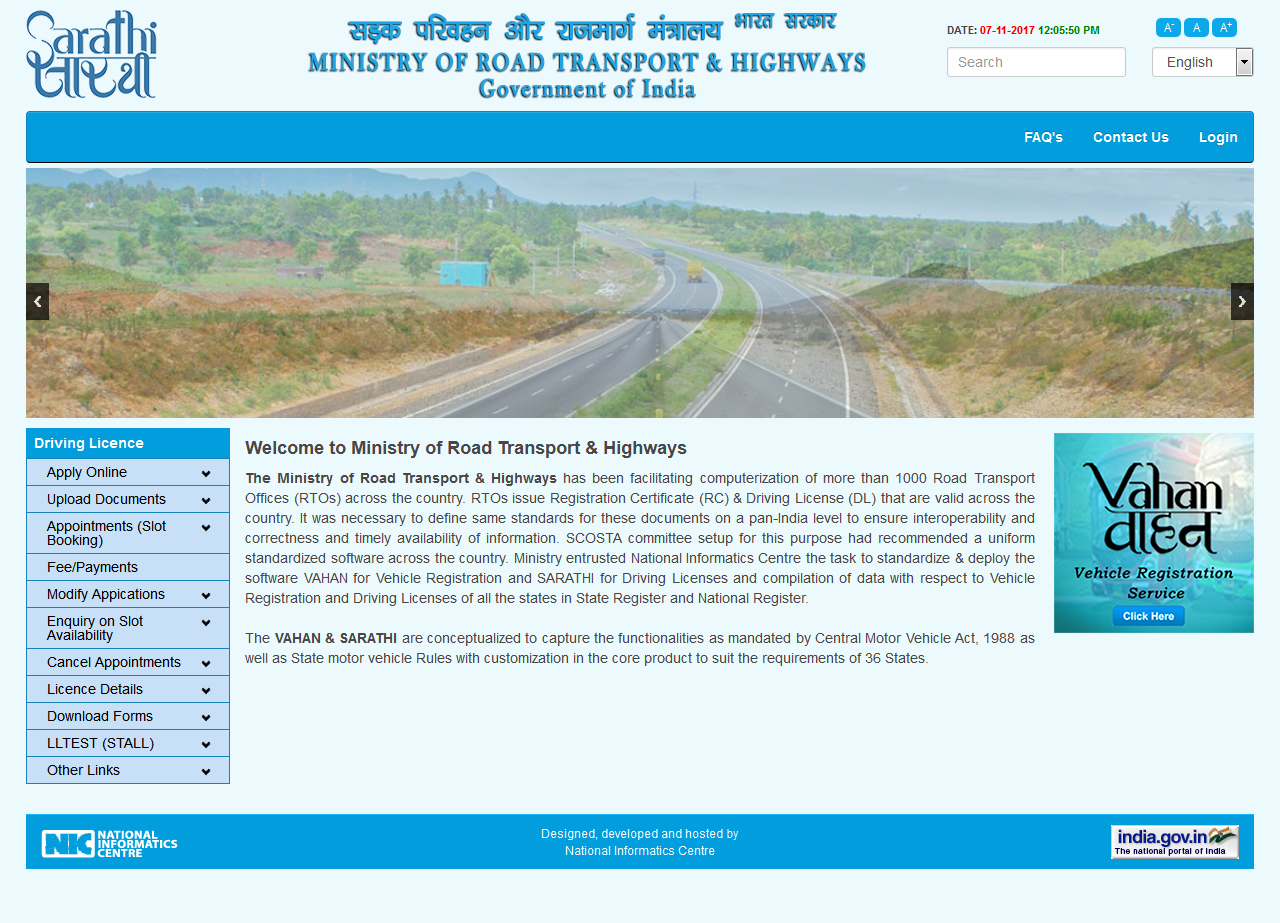 Sarathi
सारथी
सड़क परिवहन और राजमार्ग मंत्रालय भारत सरकार
MINISTRY OF ROAD TRANSPORT & HIGHWAYS
Government of India
DATE: 07-11-2017 12:05:50 PM
A- A A+
Search
English
FAQ's Contact Us Login
Driving Licence
Apply Online
Upload Documents
Appointments (Slot
Booking)
Fee/Payments
Modify Appications
Enquiry on Slot
Availability
Cancel Appointments
Licence Details
Download Forms
LLTEST (STALL)
Other Links
Welcome to Ministry of Road Transport & Highways
The Ministry of Road Transport & Highways has been facilitating computerization of more than 1000 Road Transport
Offices (RTOs) across the country. RTOs issue Registration Certificate (RC) & Driving License (DL) that are valid across the
country. It was necessary to define same standards for these documents on a pan-India level to ensure interoperability and
correctness and timely availability of information. SCOSTA committee setup for this purpose had recommended a uniform
standardized software across the country. Ministry entrusted National Informatics Centre the task to standardize & deploy the
software VAHAN for Vehicle Registration and SARATHI for Driving Licenses and compilation of data with respect to Vehicle
Registration and Driving Licenses of all the states in State Register and National Register.
The VAHAN & SARATHI are conceptualized to capture the functionalities as mandated by Central Motor Vehicle Act, 1988 as
well as State motor vehicle Rules with customization in the core product to suit the requirements of 36 States.
Vahan
वाहन
Vehicle Registration
Service
Click Here
NIC NATIONAL
INFORMATICS
CENTRE
Designed, developed and hosted by
National Informatics Centre
india.gov.in
The national portal of India